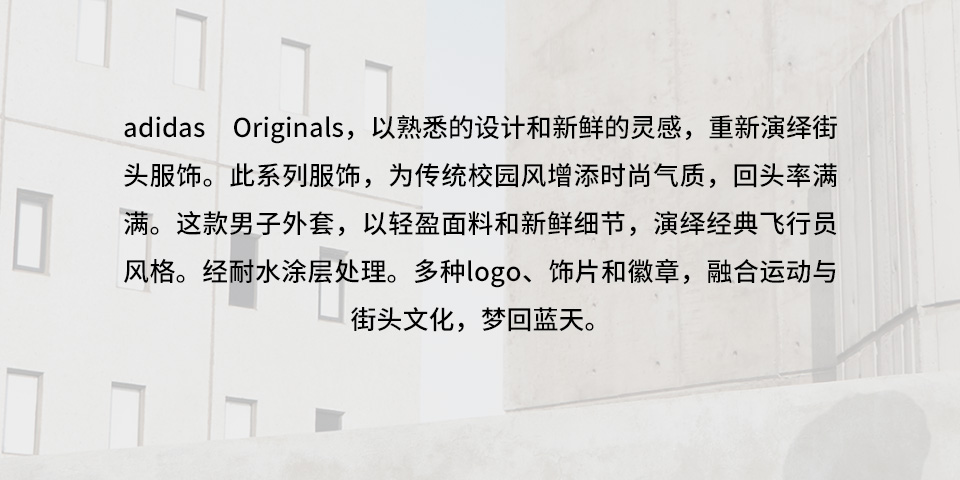 adidas Originals，以熟悉的设计和新鲜的灵感，重新演绎街
头服饰。此系列服饰，为传统校园风增添时尚气质，回头率满
满。这款男子外套，以轻盈面料和新鲜细节，演绎经典飞行员
风格。经耐水涂层处理。多种logo、饰片和徽章，融合运动与
街头文化，梦回蓝天。